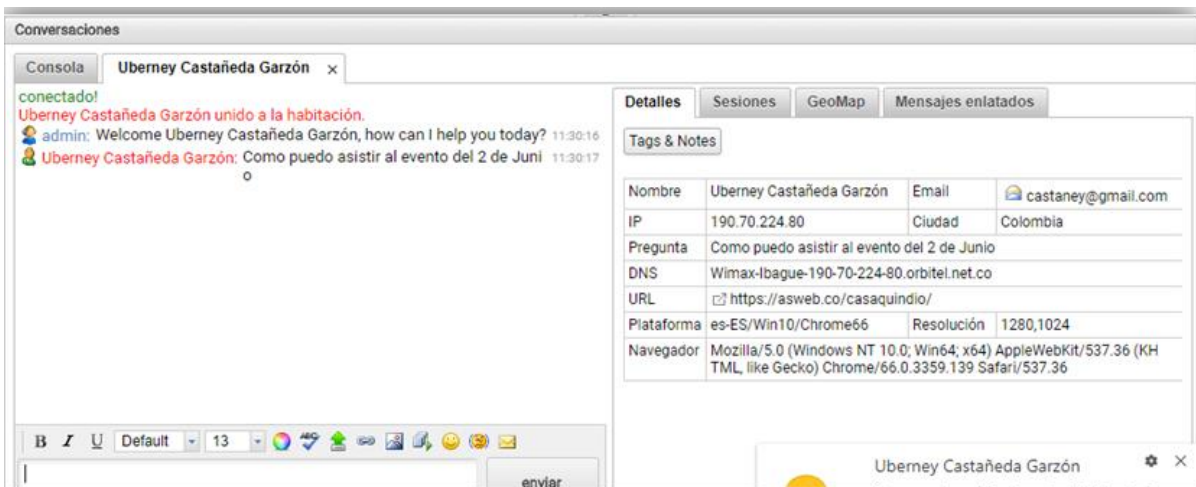 Conversaciones
Consola Uberney Castañeda Garzón x
conectado!
Uberney Castañeda Garzón unido a la habitación.
admin: Welcome Uberney Castañeda Garzón, how can I help you today? 11:30:16
Uberney Castañeda Garzón: Como puedo asistir al evento del 2 de Juni 11:30:17
o
B I U Default 13 ABC
enviar
Detalles Sesiones GeoMap Mensajes enlatados
Tags & Notes
Nombre Uberney Castañeda Garzón Email castaney@gmail.com
IP 190.70.224.80 Ciudad Colombia
Pregunta Como puedo asistir al evento del 2 de Junio
DNS Wimax-Ibague-190-70-224-80.orbitel.net.co
URL https://asweb.co/casaquindio/
Plataforma es-ES/Win10/Chrome66 Resolución 1280,1024
Navegador Mozilla/5.0 (Windows NT 10.0; Win64; x64) AppleWebKit/537.36 (KH
TML, like Gecko) Chrome/66.0.3359.139 Safari/537.36
Uberney Castañeda Garzón